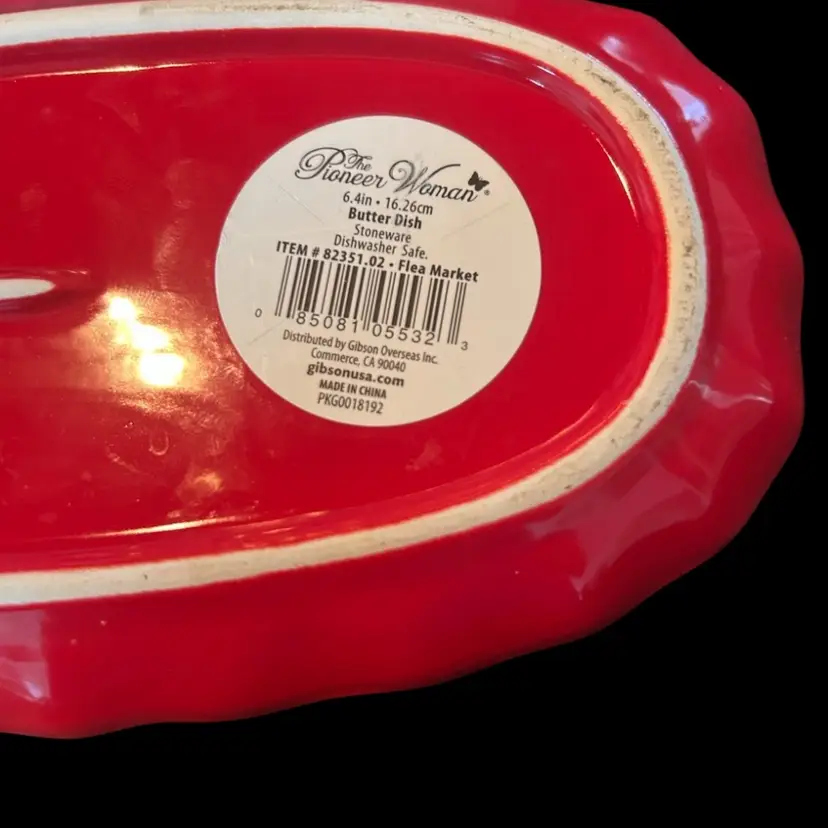 The
Pioneer Woman®
6.4in • 16.26cm
Butter Dish
Stoneware
Dishwasher Safe.
ITEM # 82351.02 • Flea Market
0 85081 05532 3
Distributed by Gibson Overseas Inc.
Commerce, CA 90040
gibsonusa.com
MADE IN CHINA
PKG0018192